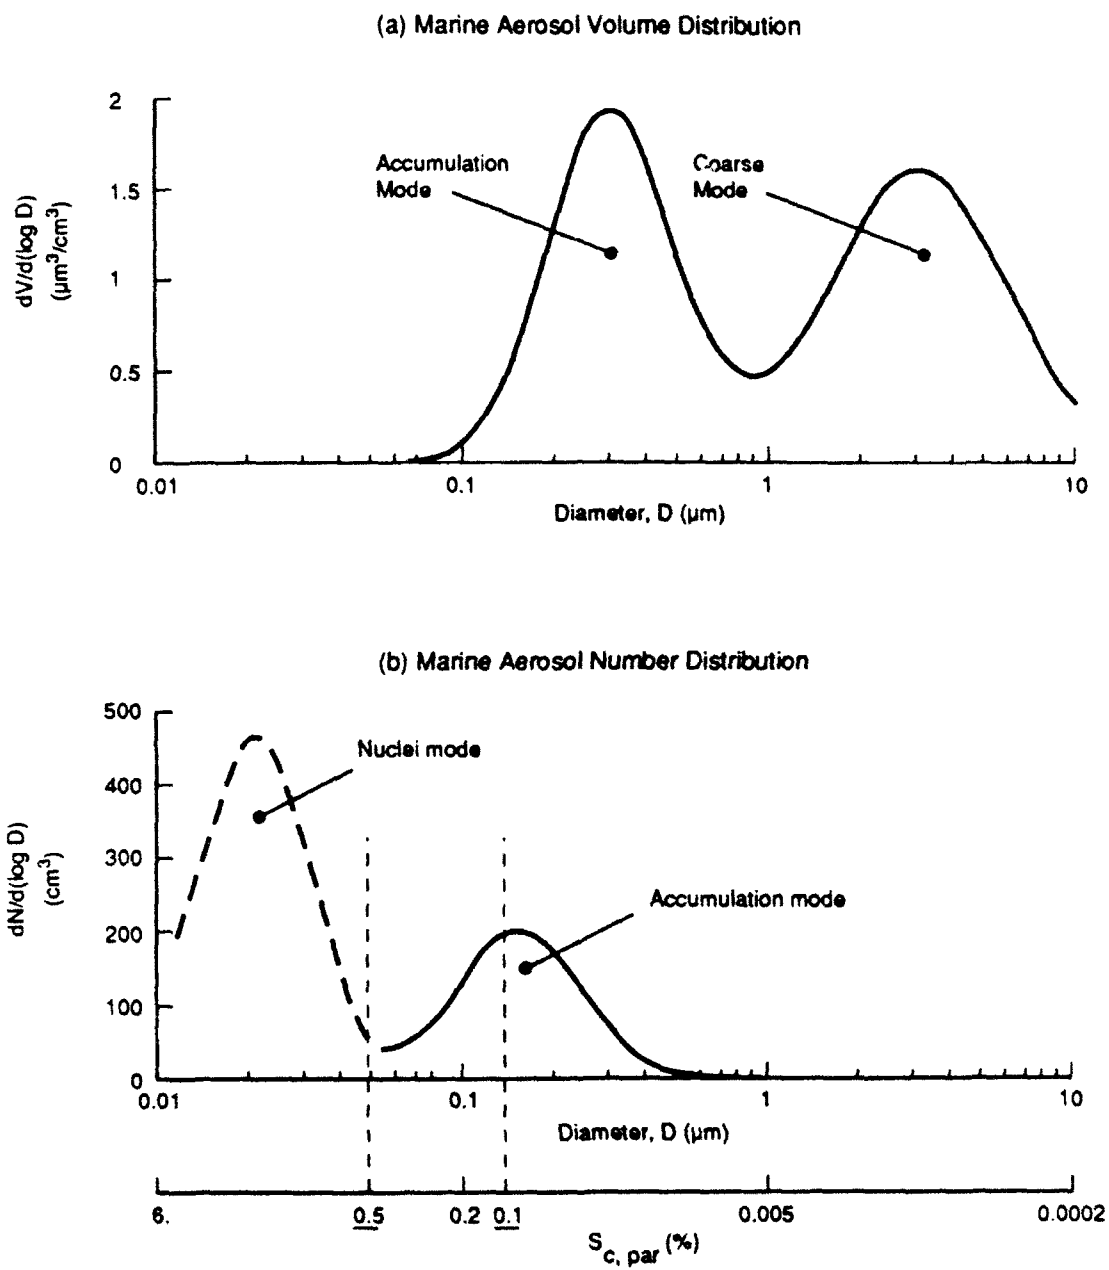 (a) Marine Aerosol Volume Distribution
2
1.5
1
0.5
0
dV/d(log D)
(µm³/cm³)
Accumulation
Mode
Coarse
Mode
0.01
0.1
1
10
Diameter, D (µm)
(b) Marine Aerosol Number Distribution
500
400
300
200
100
0
dN/d(log D)
(cm³)
Nuclei mode
Accumulation mode
0.01
0.1
1
10
Diameter, D (µm)
6.
0.5
0.2
0.1
0.005
0.0002
Sc, par (%)